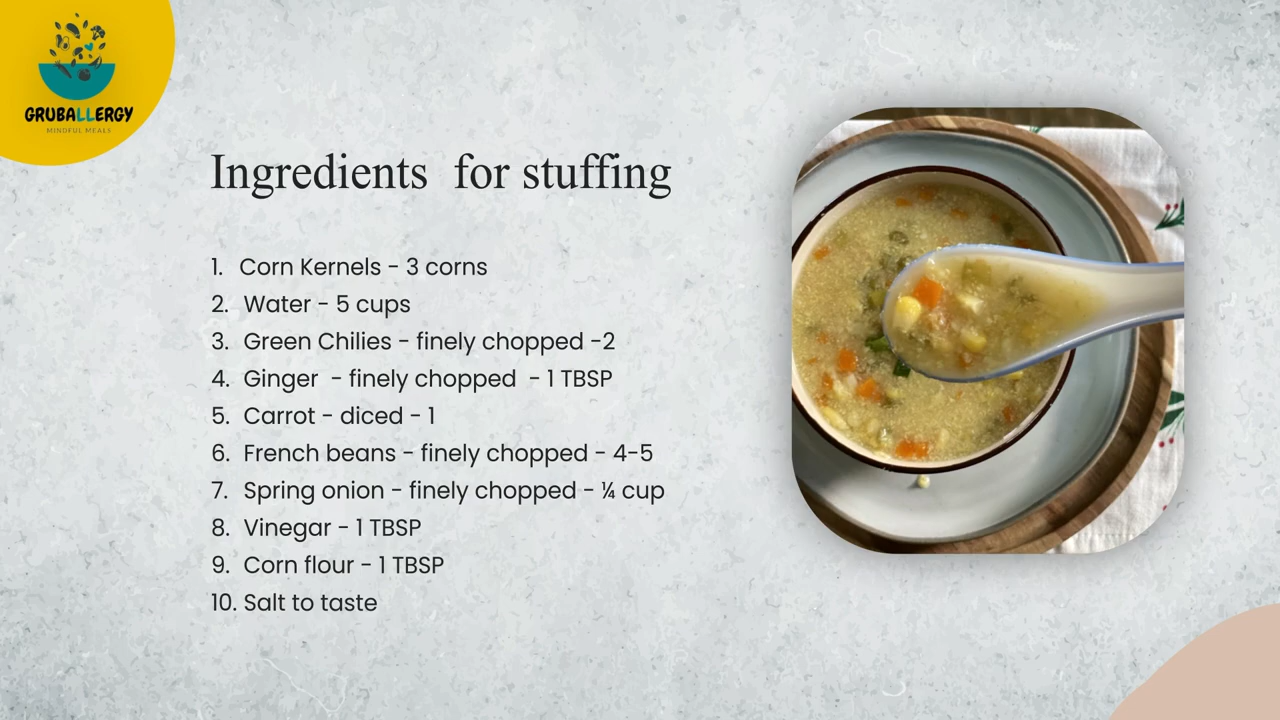 GRUBALLERGY
MINDFUL MEALS
Ingredients for stuffing
1. Corn Kernels - 3 corns
2. Water - 5 cups
3. Green Chilies - finely chopped -2
4. Ginger - finely chopped - 1 TBSP
5. Carrot - diced - 1
6. French beans - finely chopped - 4-5
7. Spring onion - finely chopped - ¼ cup
8. Vinegar - 1 TBSP
9. Corn flour - 1 TBSP
10. Salt to taste